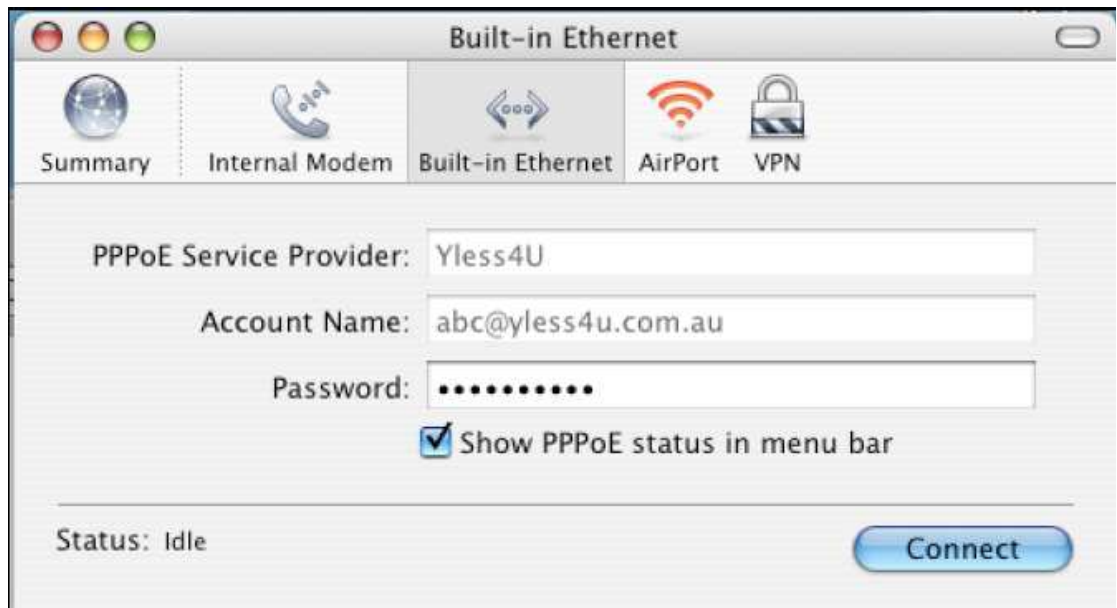 Built-in Ethernet
Summary Internal Modem Built-in Ethernet AirPort VPN
PPPoE Service Provider: Yless4U
Account Name: abc@yless4u.com.au
Password: ••••••••••
Show PPPoE status in menu bar
Status: Idle Connect